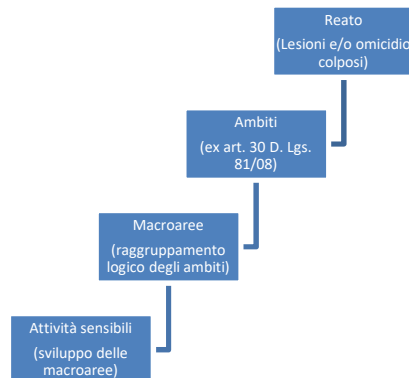 Reato
(Lesioni e/o omicidio
colposi)
Ambiti
(ex art. 30 D. Lgs.
81/08)
Macroaree
(raggruppamento
logico degli ambiti)
Attività sensibili
(sviluppo delle
macroaree)